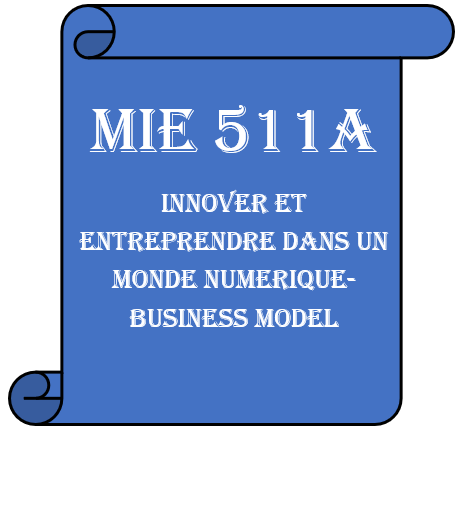 MIE 511A
INNOVER ET
ENTREPRENDRE DANS UN
MONDE NUMERIQUE-
BUSINESS MODEL